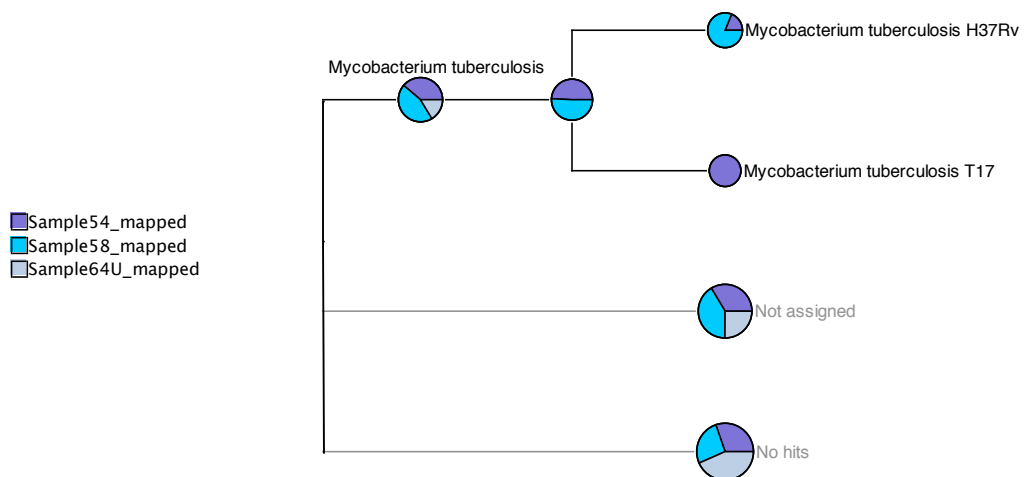 Mycobacterium tuberculosis H37Rv
Mycobacterium tuberculosis
Mycobacterium tuberculosis T17
Sample54_mapped
Sample58_mapped
Sample64U_mapped
Not assigned
No hits